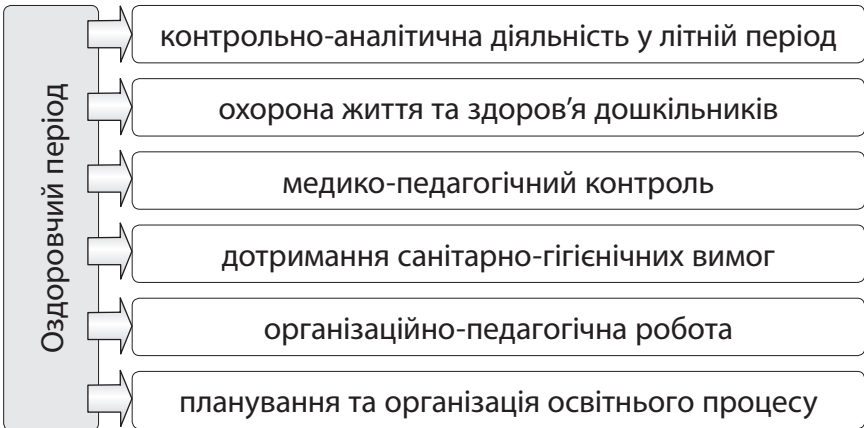 Оздоровчий період
контрольно-аналітична діяльність у літній період
охорона життя та здоров’я дошкільників
медико-педагогічний контроль
дотримання санітарно-гігієнічних вимог
організаційно-педагогічна робота
планування та організація освітнього процесу